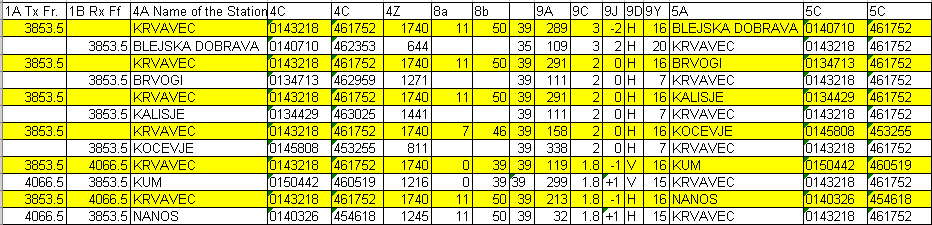 1A Tx Fr. 1B Rx Ff 4A Name of the Station 4C 4C 4Z 8a 8b 9A 9C 9J 9D 9Y 5A 5C 5C
3853.5 KRVAVEC 0143218 461752 1740 11 50 39 289 3 -2 H 16 BLEJSKA DOBRAVA 0140710 461752
3853.5 BLEJSKA DOBRAVA 0140710 462353 644 35 109 3 2 H 20 KRVAVEC 0143218 461752
3853.5 KRVAVEC 0143218 461752 1740 11 50 39 291 2 0 H 16 BRVOGI 0134713 461752
3853.5 BRVOGI 0134713 462959 1271 39 111 2 0 H 7 KRVAVEC 0143218 461752
3853.5 KRVAVEC 0143218 461752 1740 11 50 39 291 2 0 H 16 KALISJE 0134429 461752
3853.5 KALISJE 0134429 463025 1441 39 111 2 0 H 7 KRVAVEC 0143218 461752
3853.5 KRVAVEC 0143218 461752 1740 7 46 39 158 2 0 H 16 KOCEVJE 0145808 453255
3853.5 KOCEVJE 0145808 453255 811 39 338 2 0 H 7 KRVAVEC 0143218 461752
3853.5 4066.5 KRVAVEC 0143218 461752 1740 0 39 39 119 1.8 -1 V 16 KUM 0150442 460519
4066.5 3853.5 KUM 0150442 460519 1216 0 39 39 299 1.8 +1 V 15 KRVAVEC 0143218 461752
3853.5 4066.5 KRVAVEC 0143218 461752 1740 11 50 39 213 1.8 -1 H 16 NANOS 0140326 454618
4066.5 3853.5 NANOS 0140326 454618 1245 11 50 39 32 1.8 +1 H 15 KRVAVEC 0143218 461752